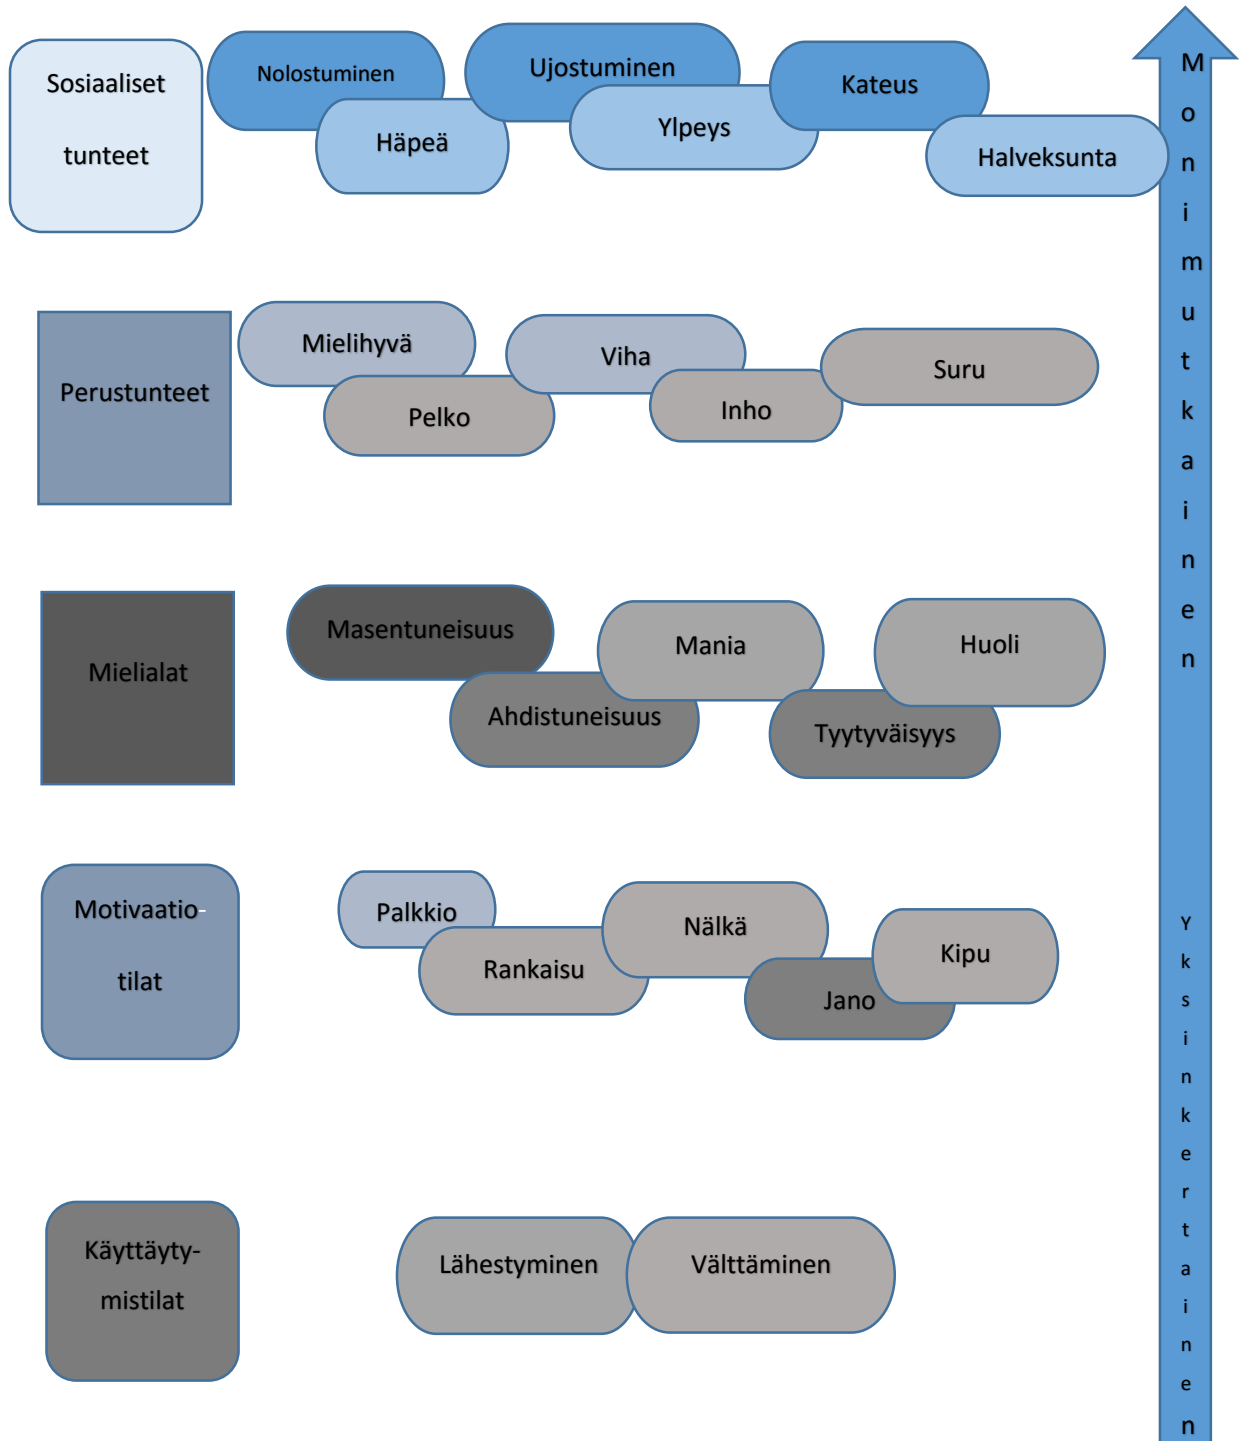 Sosiaaliset
tunteet
Nolostuminen
Häpeä
Ujostuminen
Ylpeys
Kateus
Halveksunta
Perustunteet
Mielihyvä
Pelko
Viha
Inho
Suru
Mielialat
Masentuneisuus
Ahdistuneisuus
Mania
Tyytyväisyys
Huoli
Motivaatio-
tilat
Palkkio
Rankaisu
Nälkä
Jano
Kipu
Käyttäyty-
mistilat
Lähestyminen
Välttäminen
Monimutkainen
Yksinkertainen